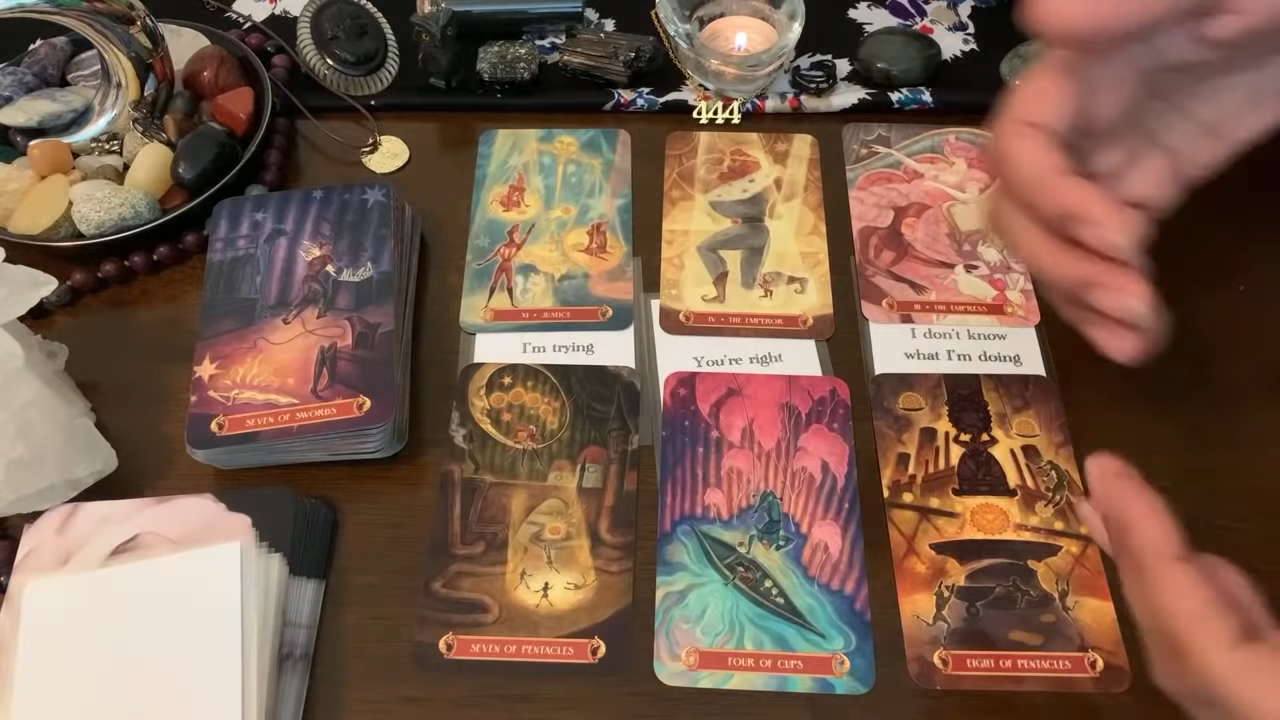 444
XI • JUSTICE
IV • THE EMPEROR
III • THE EMPRESS
I'm trying
You're right
I don't know
what I'm doing
SEVEN OF SWORDS
SEVEN OF PENTACLES
FOUR OF CUPS
EIGHT OF PENTACLES